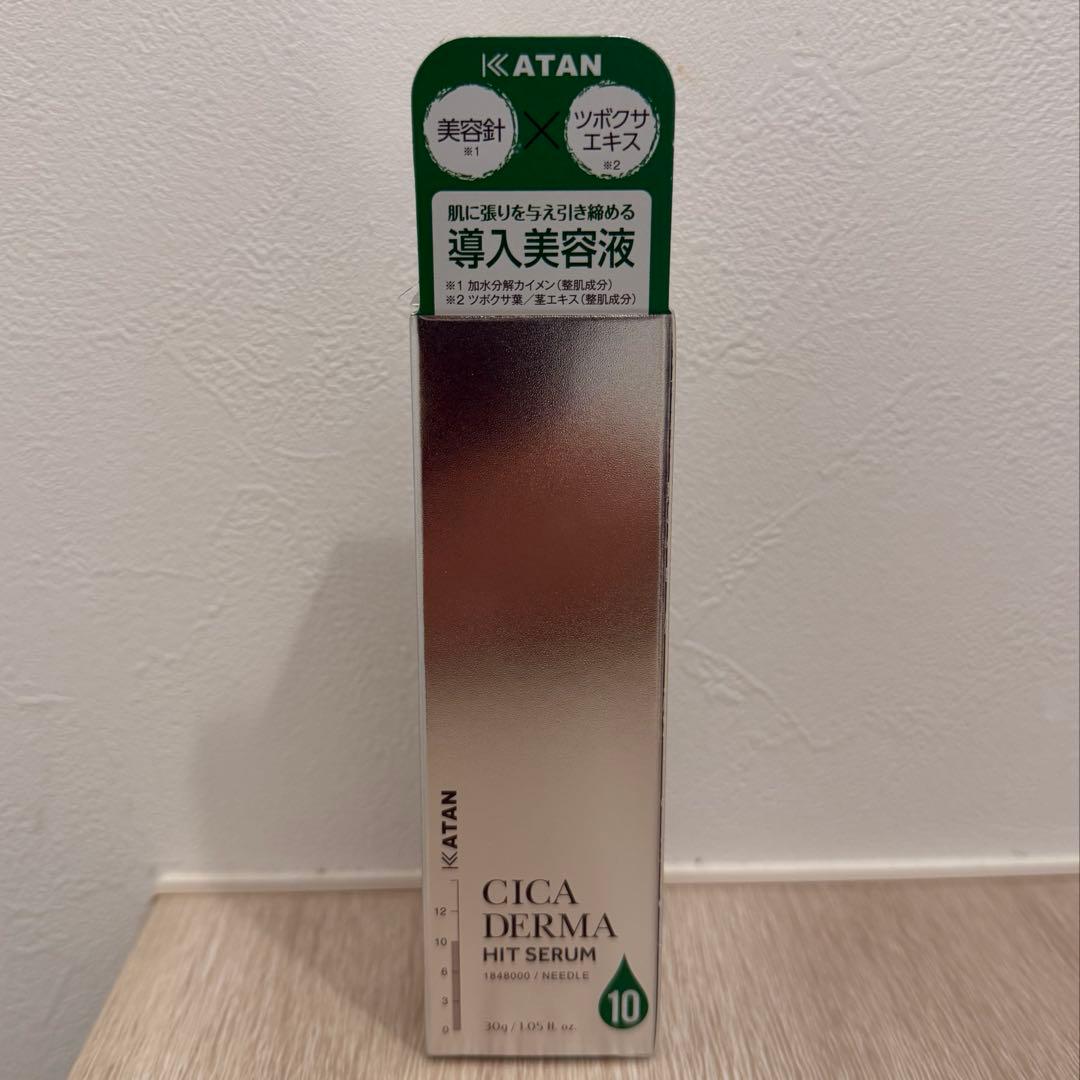 KATAN
美容針
※1
×
ツボクサ
エキス
※2
肌に張りを与え引き締める
導入美容液
※1 加水分解カイメン(整肌成分)
※2 ツボクサ葉/茎エキス(整肌成分)
KATAN
CICA
DERMA
HIT SERUM
1848000 / NEEDLE
12
10
6
3
0
10
30g / 1.05 fl. oz.